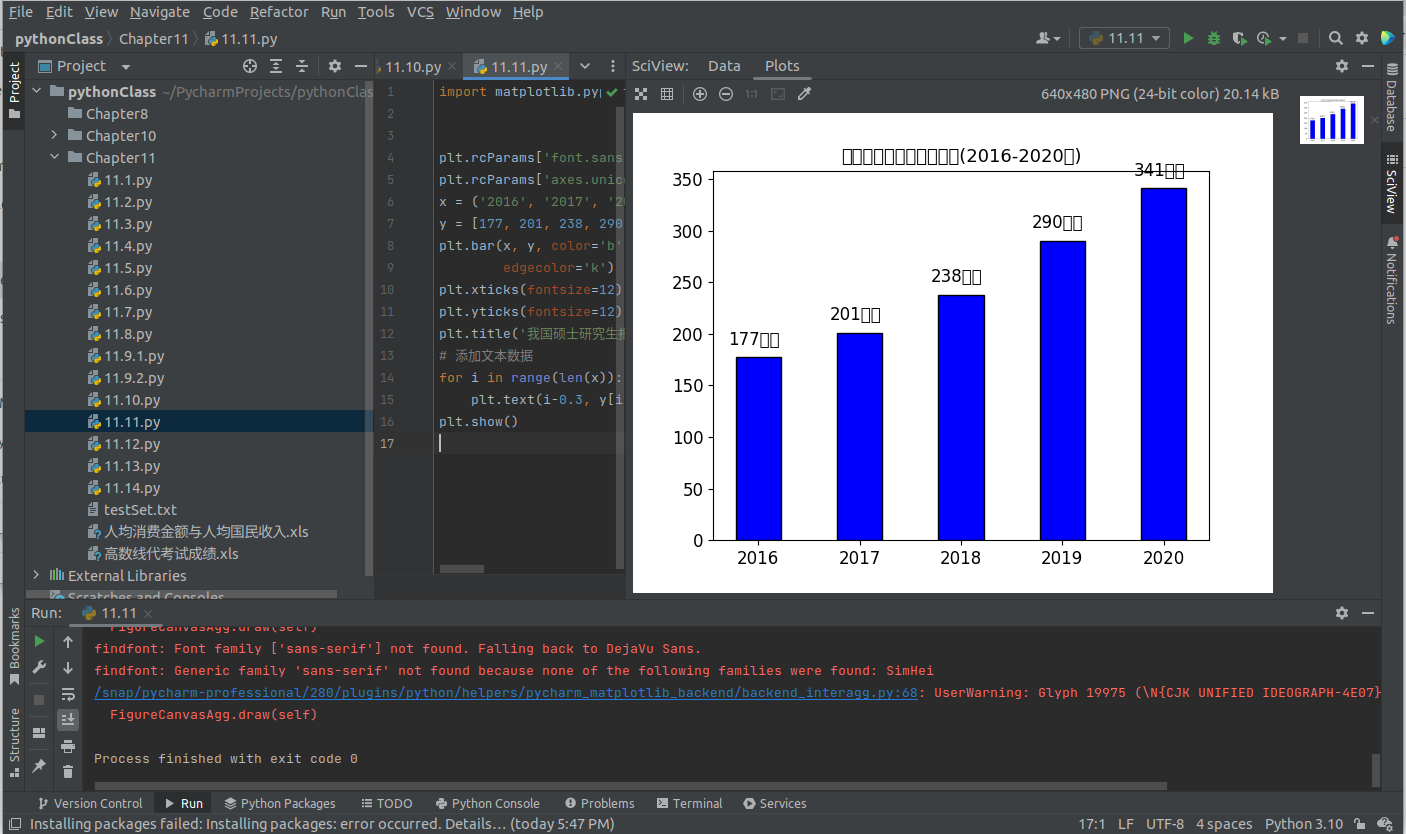 File Edit View Navigate Code Refactor Run Tools VCS Window Help
pythonClass Chapter11 11.11.py
11.11
Project
pythonClass ~/PycharmProjects/pythonClas
Chapter8
Chapter10
Chapter11
11.1.py
11.2.py
11.3.py
11.4.py
11.5.py
11.6.py
11.7.py
11.8.py
11.9.1.py
11.9.2.py
11.10.py
11.11.py
11.12.py
11.13.py
11.14.py
testSet.txt
人均消费金额与人均国民收入.xls
高数线代考试成绩.xls
External Libraries
Scratches and Consoles
Project
Bookmarks
Structure
11.10.py 11.11.py
1 import matplotlib.pyp
2
3
4 plt.rcParams['font.sans
5 plt.rcParams['axes.unic
6 x = ('2016', '2017', '20
7 y = [177, 201, 238, 290
8 plt.bar(x, y, color='b'
9 edgecolor='k')
10 plt.xticks(fontsize=12)
11 plt.yticks(fontsize=12)
12 plt.title('我国硕士研究生报
13 # 添加文本数据
14 for i in range(len(x)):
15 plt.text(i-0.3, y[i
16 plt.show()
17
SciView: Data Plots
1:1
640x480 PNG (24-bit color) 20.14 kB
(2016-2020▯)
341
290
238
201
177
350
300
250
200
150
100
50
0
2016 2017 2018 2019 2020
Database
SciView
Notifications
Run: 11.11
FigureCanvasAgg.draw(self)
findfont: Font family ['sans-serif'] not found. Falling back to DejaVu Sans.
findfont: Generic family 'sans-serif' not found because none of the following families were found: SimHei
/snap/pycharm-professional/280/plugins/python/helpers/pycharm_matplotlib_backend/backend_interagg.py:68: UserWarning: Glyph 19975 (\N{CJK UNIFIED IDEOGRAPH-4E07}
FigureCanvasAgg.draw(self)
Process finished with exit code 0
Version Control Run Python Packages TODO Python Console Problems Terminal Services
Installing packages failed: Installing packages: error occurred. Details... (today 5:47 PM)
17:1 LF UTF-8 4 spaces Python 3.10